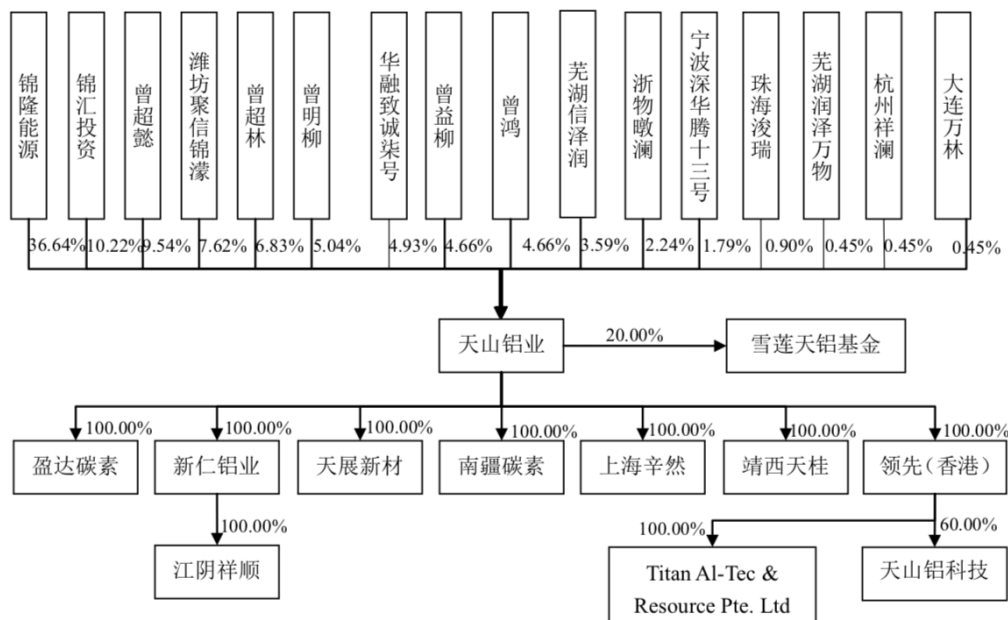 锦隆能源
锦汇投资
曾超懿
潍坊聚信锦濛
曾超林
曾明柳
华融致诚柒号
曾益柳
曾鸿
芜湖信泽润
浙物暾澜
宁波深华腾十三号
珠海浚瑞
芜湖润泽万物
杭州祥澜
大连万林
36.64%
10.22%
9.54%
7.62%
6.83%
5.04%
4.93%
4.66%
4.66%
3.59%
2.24%
1.79%
0.90%
0.45%
0.45%
0.45%
天山铝业
20.00%
雪莲天铝基金
100.00%
100.00%
100.00%
100.00%
100.00%
100.00%
100.00%
盈达碳素
新仁铝业
天展新材
南疆碳素
上海辛然
靖西天桂
领先（香港）
100.00%
100.00%
60.00%
江阴祥顺
Titan Al-Tec &
Resource Pte. Ltd
天山铝科技